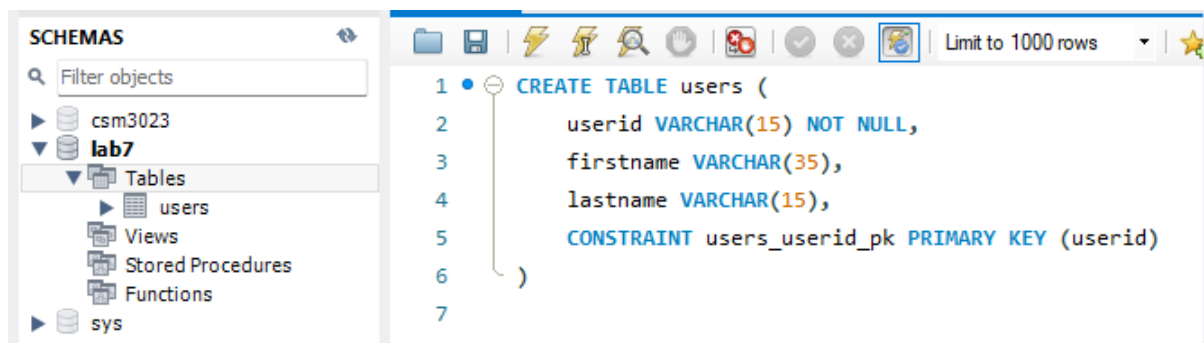 SCHEMAS
Filter objects
csm3023
lab7
Tables
users
Views
Stored Procedures
Functions
sys
Limit to 1000 rows
1 CREATE TABLE users (
2 userid VARCHAR(15) NOT NULL,
3 firstname VARCHAR(35),
4 lastname VARCHAR(15),
5 CONSTRAINT users_userid_pk PRIMARY KEY (userid)
6 )
7